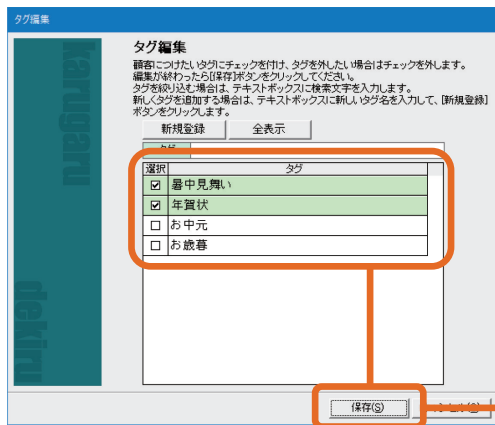 タグ編集
karugaru
dekiru
タグ編集
顧客につけたいタグにチェックを付け、タグを外したい場合はチェックを外します。
編集が終わったら[保存]ボタンをクリックしてください。
タグを絞り込む場合は、テキストボックスに検索文字を入力します。
新しくタグを追加する場合は、テキストボックスに新しいタグ名を入力して、[新規登録]
ボタンをクリックします。
新規登録 全表示
タグ
選択 タグ
暑中見舞い
年賀状
お中元
お歳暮
保存(S)